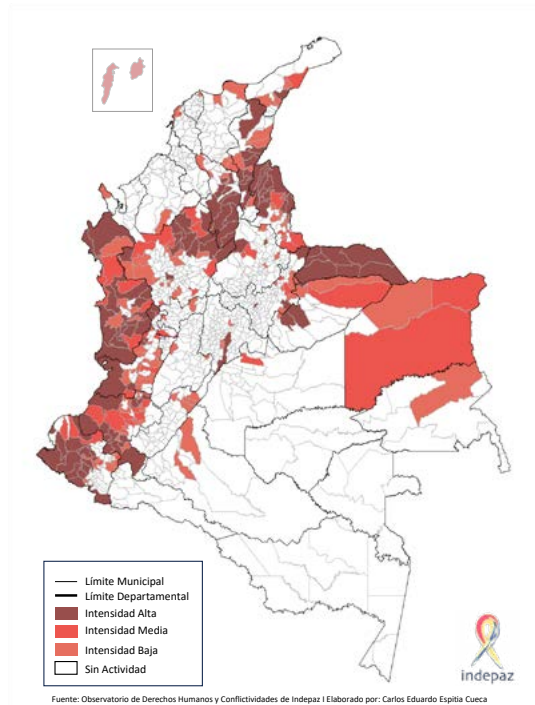 Límite Municipal
Límite Departamental
Intensidad Alta
Intensidad Media
Intensidad Baja
Sin Actividad
indepaz
Fuente: Observatorio de Derechos Humanos y Conflictividades de Indepaz I Elaborado por: Carlos Eduardo Espitia Cueca